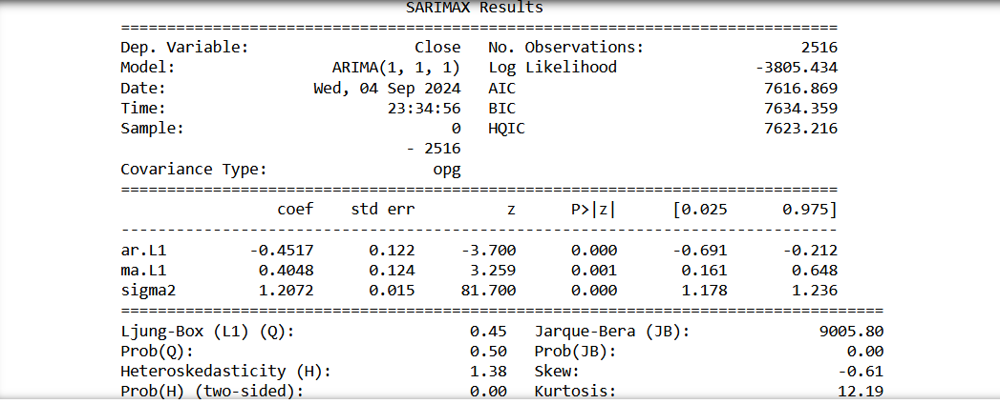 SARIMAX Results
==============================================================================
Dep. Variable:                  Close   No. Observations:                 2516
Model:                 ARIMA(1, 1, 1)   Log Likelihood               -3805.434
Date:                Wed, 04 Sep 2024   AIC                           7616.869
Time:                        23:34:56   BIC                           7634.359
Sample:                             0   HQIC                          7623.216
- 2516
Covariance Type:                  opg
==============================================================================
coef    std err          z      P>|z|      [0.025      0.975]
------------------------------------------------------------------------------
ar.L1         -0.4517      0.122     -3.700      0.000      -0.691      -0.212
ma.L1          0.4048      0.124      3.259      0.001       0.161       0.648
sigma2         1.2072      0.015     81.700      0.000       1.178       1.236
===================================================================================
Ljung-Box (L1) (Q):                   0.45   Jarque-Bera (JB):              9005.80
Prob(Q):                              0.50   Prob(JB):                         0.00
Heteroskedasticity (H):               1.38   Skew:                            -0.61
Prob(H) (two-sided):                  0.00   Kurtosis:                        12.19